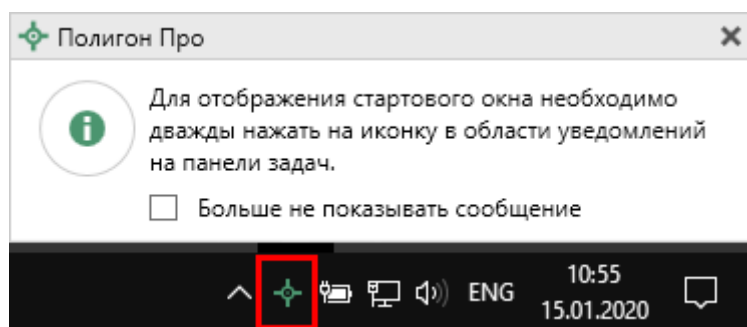 Полигон Про
Для отображения стартового окна необходимо
дважды нажать на иконку в области уведомлений
на панели задач.
Больше не показывать сообщение
ENG
10:55
15.01.2020